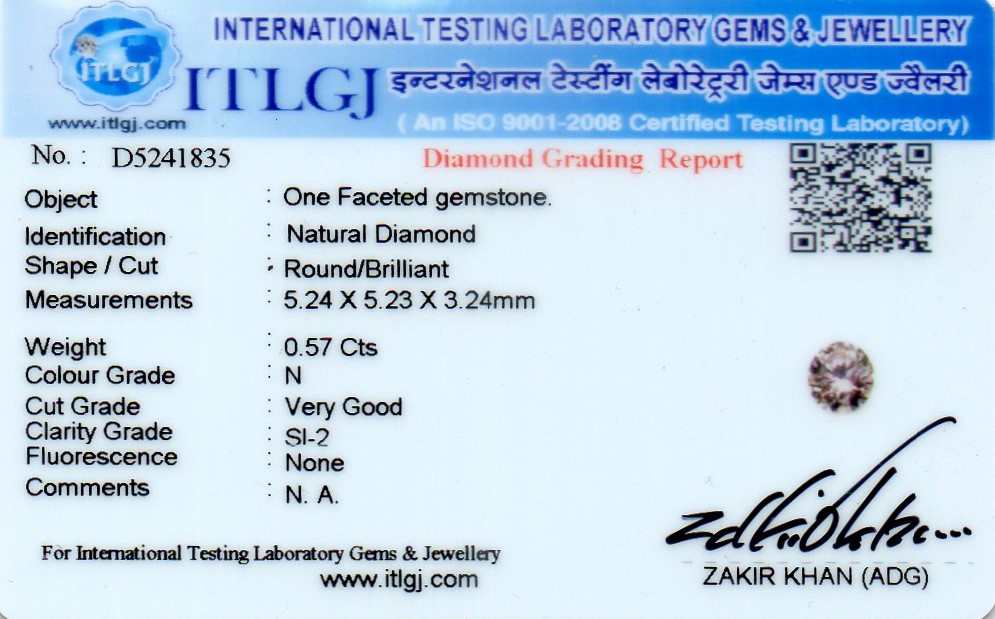 INTERNATIONAL TESTING LABORATORY GEMS & JEWELLERY
ITLGJ
ITLGJ इन्टरनेशनल टेस्टींग लेबोरेट्ररी जेम्स एण्ड ज्वैलरी
www.itlgj.com
( An ISO 9001-2008 Certified Testing Laboratory)
No. : D5241835
Diamond Grading Report
Object : One Faceted gemstone.
Identification : Natural Diamond
Shape / Cut : Round/Brilliant
Measurements : 5.24 X 5.23 X 3.24mm
Weight : 0.57 Cts
Colour Grade : N
Cut Grade : Very Good
Clarity Grade : SI-2
Fluorescence : None
Comments : N. A.
For International Testing Laboratory Gems & Jewellery
www.itlgj.com
ZAKIR KHAN (ADG)